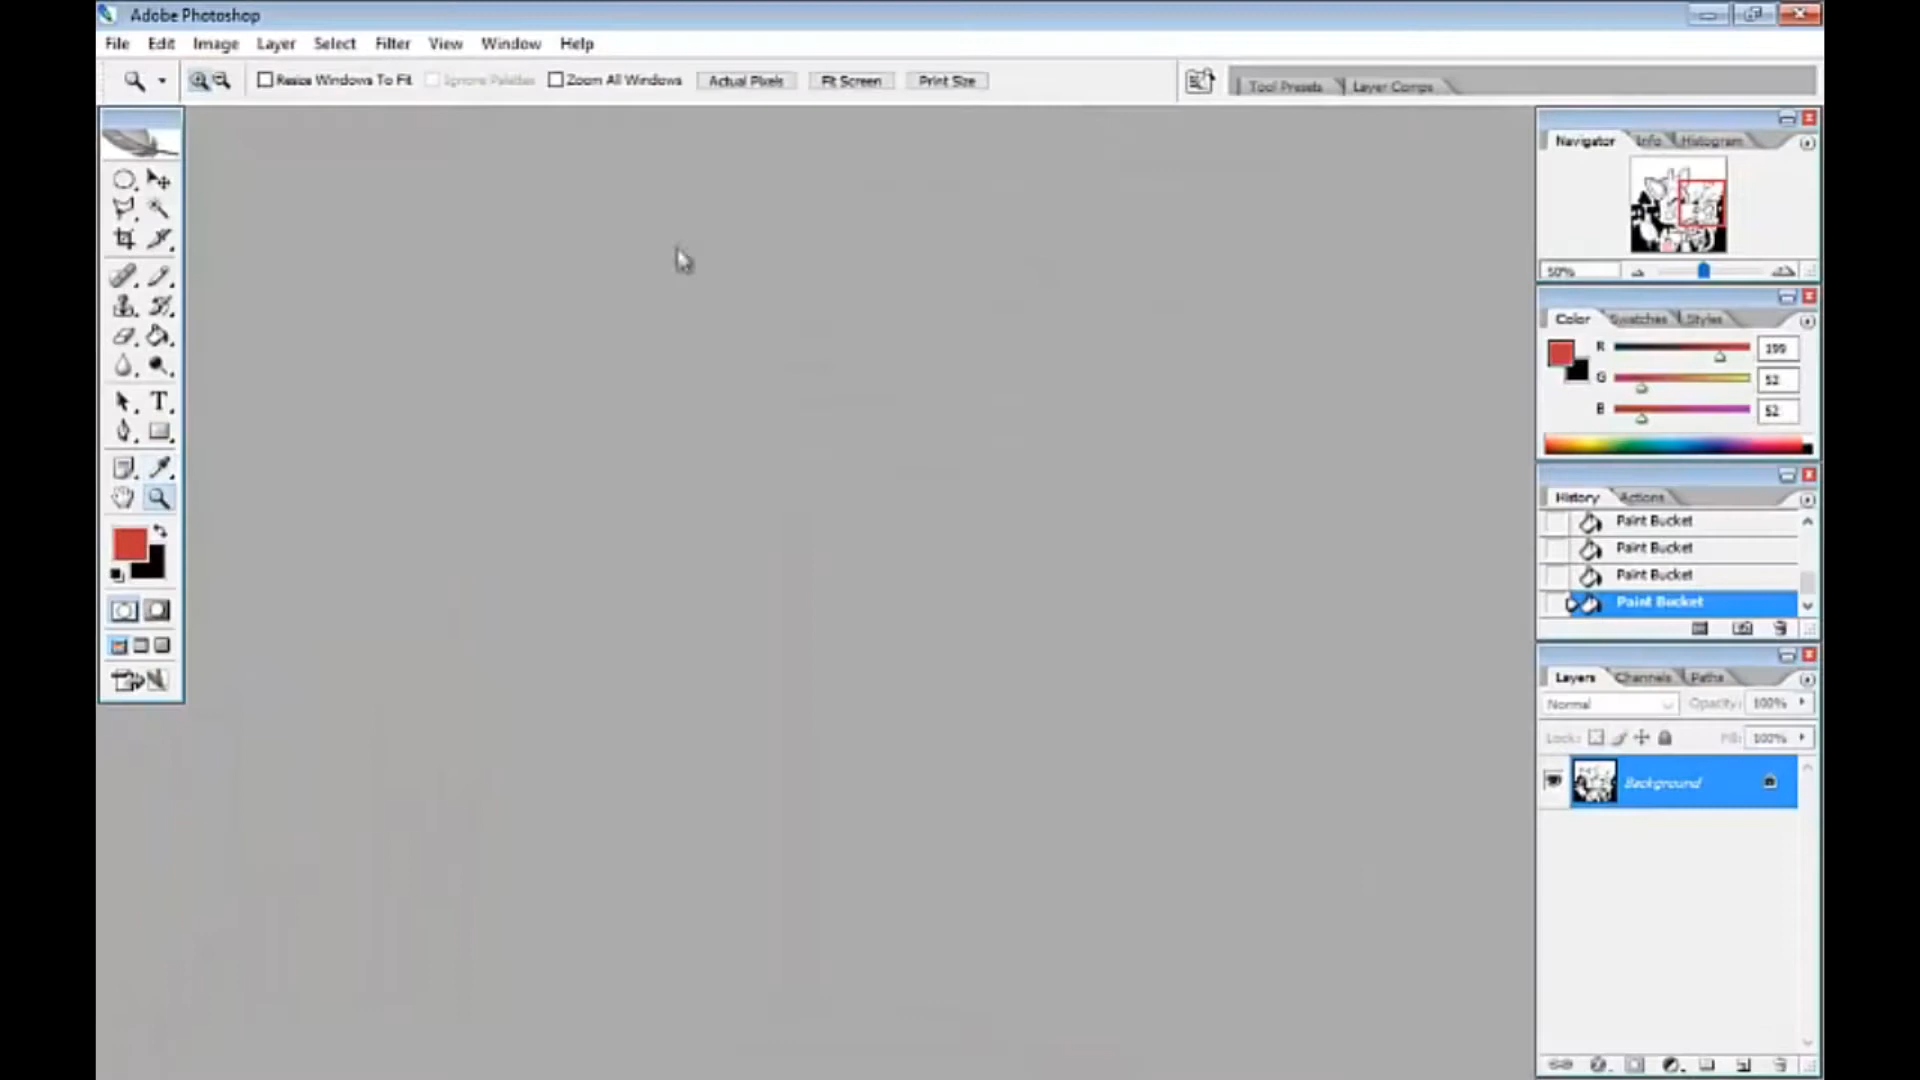 Adobe Photoshop
File Edit Image Layer Select Filter View Window Help
Resize Windows To Fit Ignore Palettes Zoom All Windows Actual Pixels Fit Screen Print Size Tool Presets Layer Comps
Navigator Info Histogram
50%
Color Swatches Styles
R 199
G 52
B 52
History Actions
Paint Bucket
Paint Bucket
Paint Bucket
Paint Bucket
Layers Channels Paths
Normal Opacity: 100%
Lock: Fill: 100%
Background